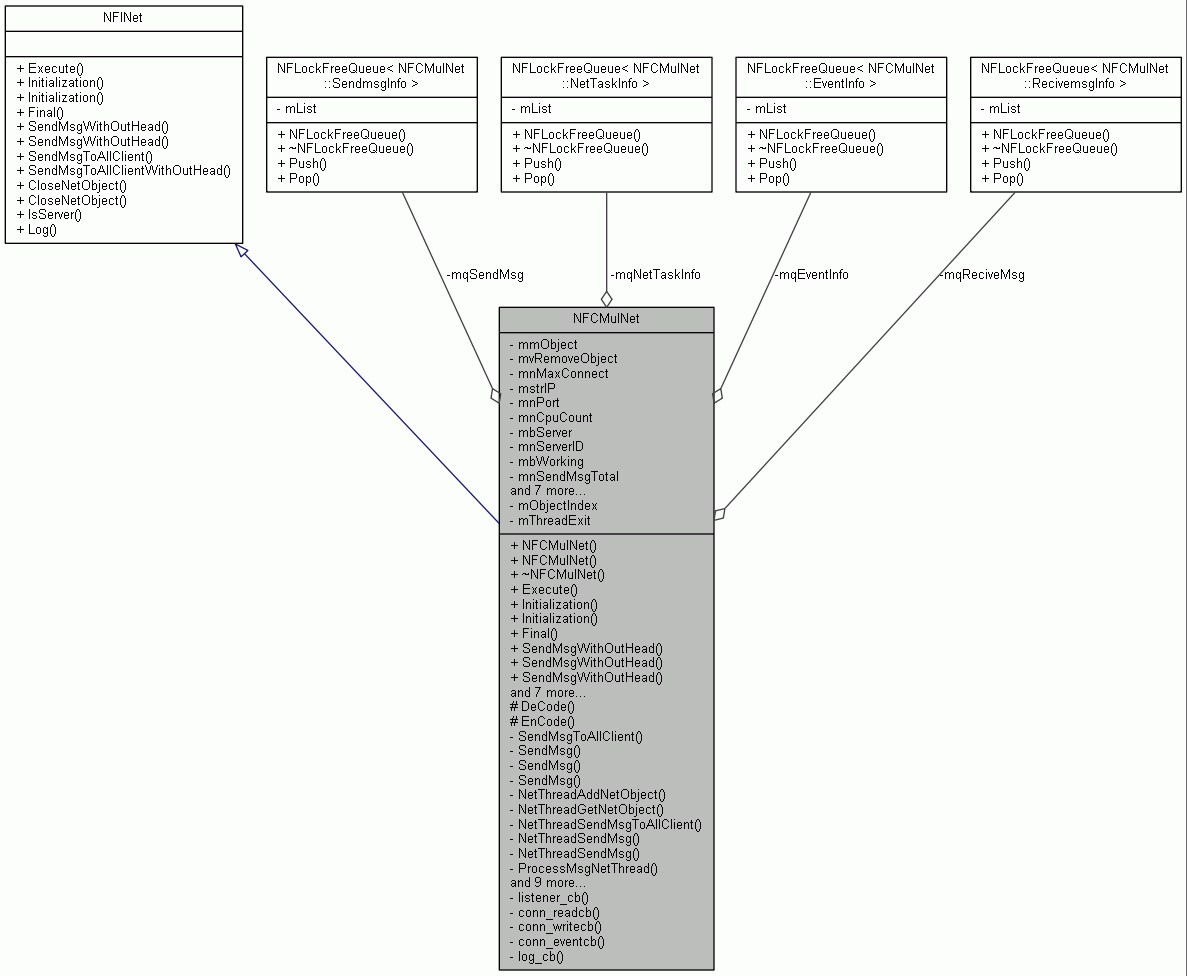 NFINet
+ Execute()
+ Initialization()
+ Initialization()
+ Final()
+ SendMsgWithOutHead()
+ SendMsgWithOutHead()
+ SendMsgToAllClient()
+ SendMsgToAllClientWithOutHead()
+ CloseNetObject()
+ CloseNetObject()
+ IsServer()
+ Log()
NFLockFreeQueue< NFCMulNet
::SendmsgInfo >
- mList
+ NFLockFreeQueue()
+ ~NFLockFreeQueue()
+ Push()
+ Pop()
NFLockFreeQueue< NFCMulNet
::NetTaskInfo >
- mList
+ NFLockFreeQueue()
+ ~NFLockFreeQueue()
+ Push()
+ Pop()
NFLockFreeQueue< NFCMulNet
::EventInfo >
- mList
+ NFLockFreeQueue()
+ ~NFLockFreeQueue()
+ Push()
+ Pop()
NFLockFreeQueue< NFCMulNet
::RecivemsgInfo >
- mList
+ NFLockFreeQueue()
+ ~NFLockFreeQueue()
+ Push()
+ Pop()
-mqSendMsg
-mqNetTaskInfo
-mqEventInfo
-mqReciveMsg
NFCMulNet
- mmObject
- mvRemoveObject
- mnMaxConnect
- mstrIP
- mnPort
- mnCpuCount
- mbServer
- mnServerID
- mbWorking
- mnSendMsgTotal
and 7 more...
- mObjectIndex
- mThreadExit
+ NFCMulNet()
+ NFCMulNet()
+ ~NFCMulNet()
+ Execute()
+ Initialization()
+ Initialization()
+ Final()
+ SendMsgWithOutHead()
+ SendMsgWithOutHead()
+ SendMsgWithOutHead()
and 7 more...
# DeCode()
# EnCode()
- SendMsgToAllClient()
- SendMsg()
- SendMsg()
- SendMsg()
- NetThreadAddNetObject()
- NetThreadGetNetObject()
- NetThreadSendMsgToAllClient()
- NetThreadSendMsg()
- NetThreadSendMsg()
- ProcessMsgNetThread()
and 9 more...
- listener_cb()
- conn_readcb()
- conn_writecb()
- conn_eventcb()
- log_cb()